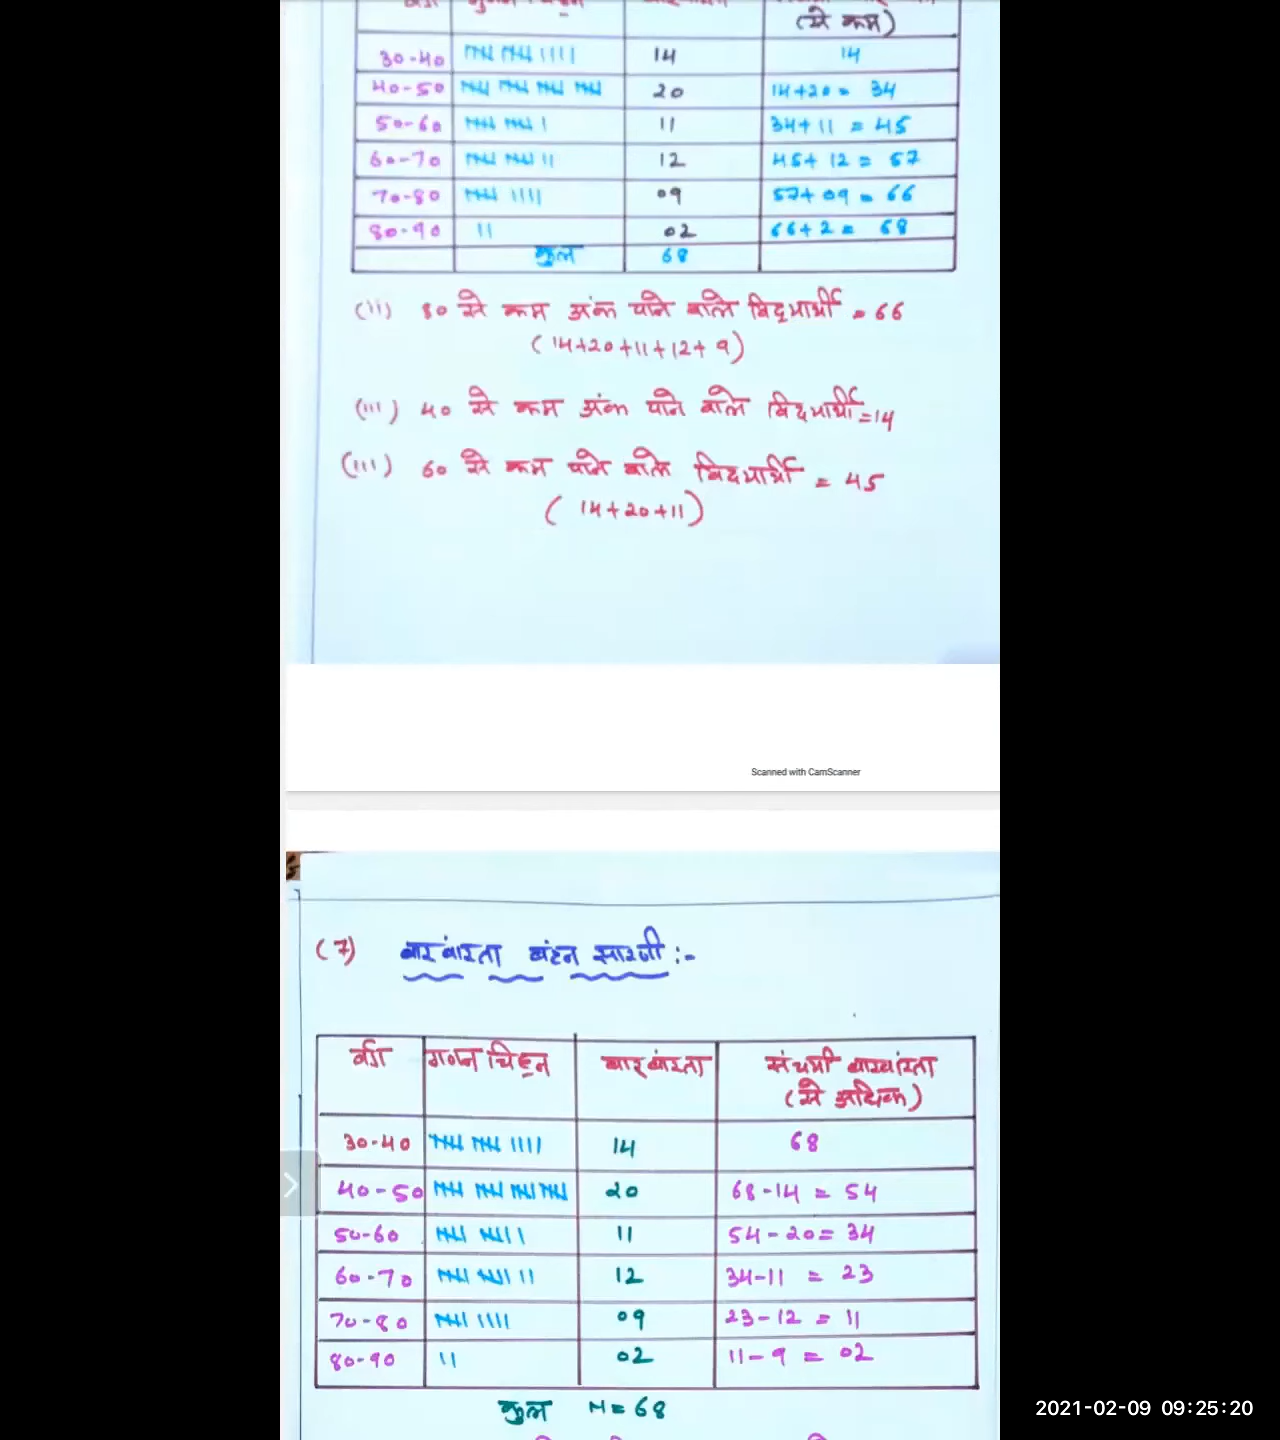 (से कम)
30-40 14 14
40-50 20 14+20= 34
50-60 11 34+11 = 45
60-70 12 45+12= 57
70-80 09 57+09= 66
80-90 02 66+2= 68
कुल 68
(ii) 80 से कम अंक पाने वाले विद्यार्थी = 66
(14+20+11+12+9)
(iii) 40 से कम अंक पाने वाले विद्यार्थी=14
(iii) 60 से कम पाने वाले विद्यार्थी = 45
(14+20+11)
Scanned with CamScanner
(7) बारंबारता बंटन सारणी :-
वर्ग गणन चिह्न बारंबारता संचयी बारंबारता
(से अधिक)
30-40 14 68
40-50 20 68-14 = 54
50-60 11 54-20= 34
60-70 12 34-11 = 23
70-80 09 23-12 = 11
80-90 02 11-9 = 02
कुल N=68
2021-02-09 09:25:20